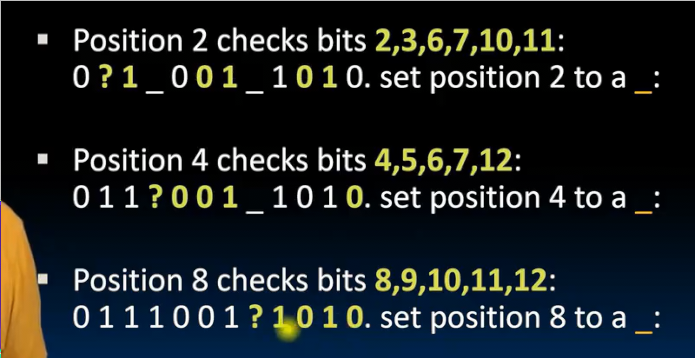 ▪ Position 2 checks bits 2,3,6,7,10,11:
0 ? 1 _ 0 0 1 _ 1 0 1 0. set position 2 to a _:
▪ Position 4 checks bits 4,5,6,7,12:
0 1 1 ? 0 0 1 _ 1 0 1 0. set position 4 to a _:
▪ Position 8 checks bits 8,9,10,11,12:
0 1 1 1 0 0 1 ? 1 0 1 0. set position 8 to a _: